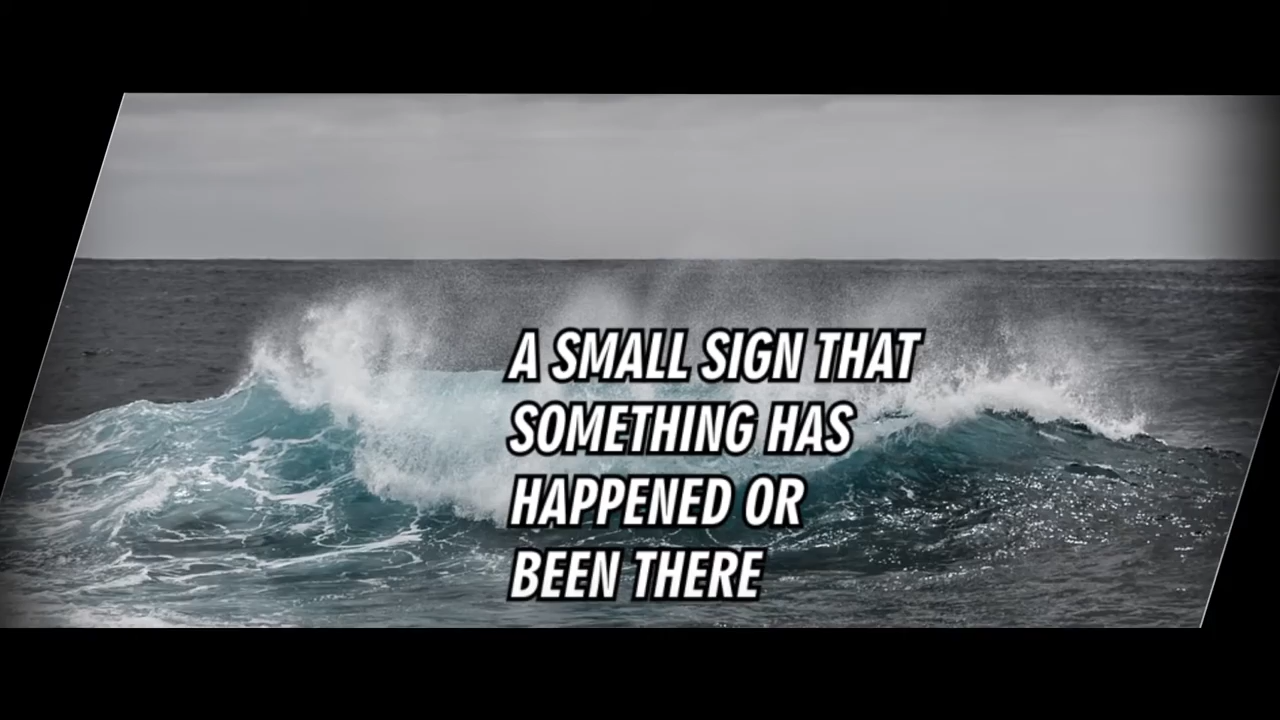 A SMALL SIGN THAT
SOMETHING HAS
HAPPENED OR
BEEN THERE